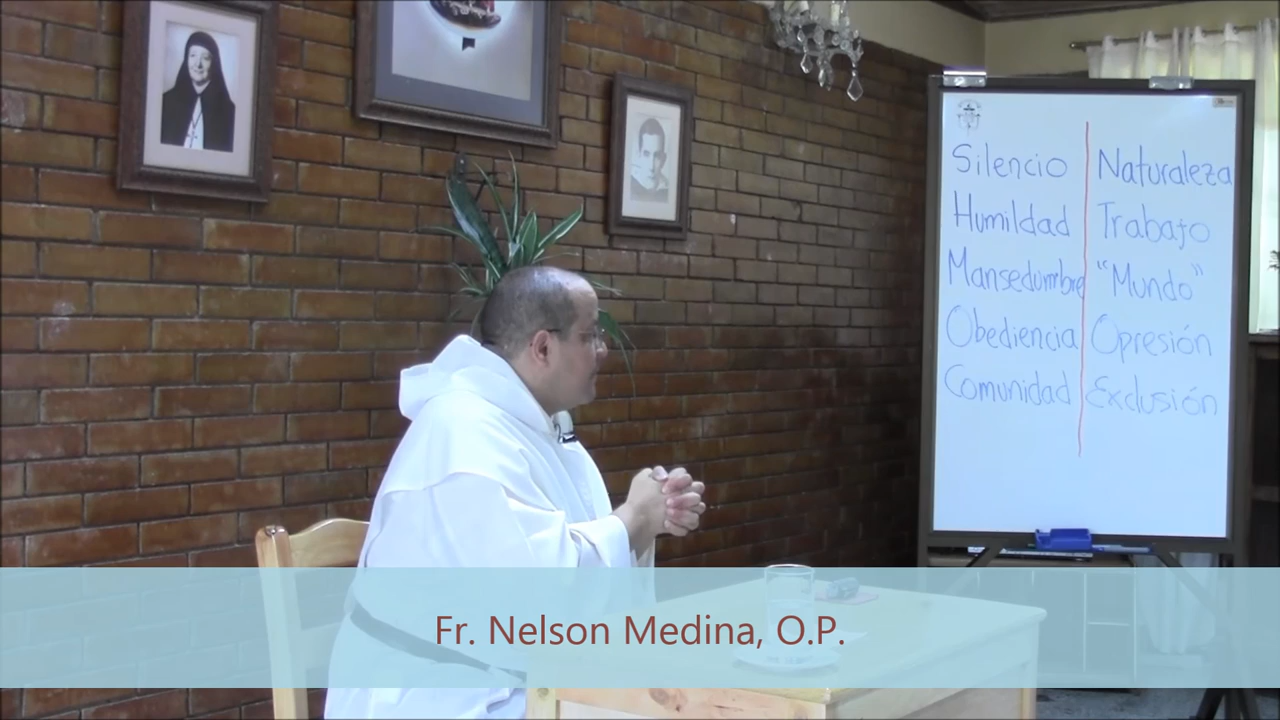 Silencio Naturaleza
Humildad Trabajo
Mansedumbre "Mundo"
Obediencia Opresión
Comunidad Exclusión
Fr. Nelson Medina, O.P.